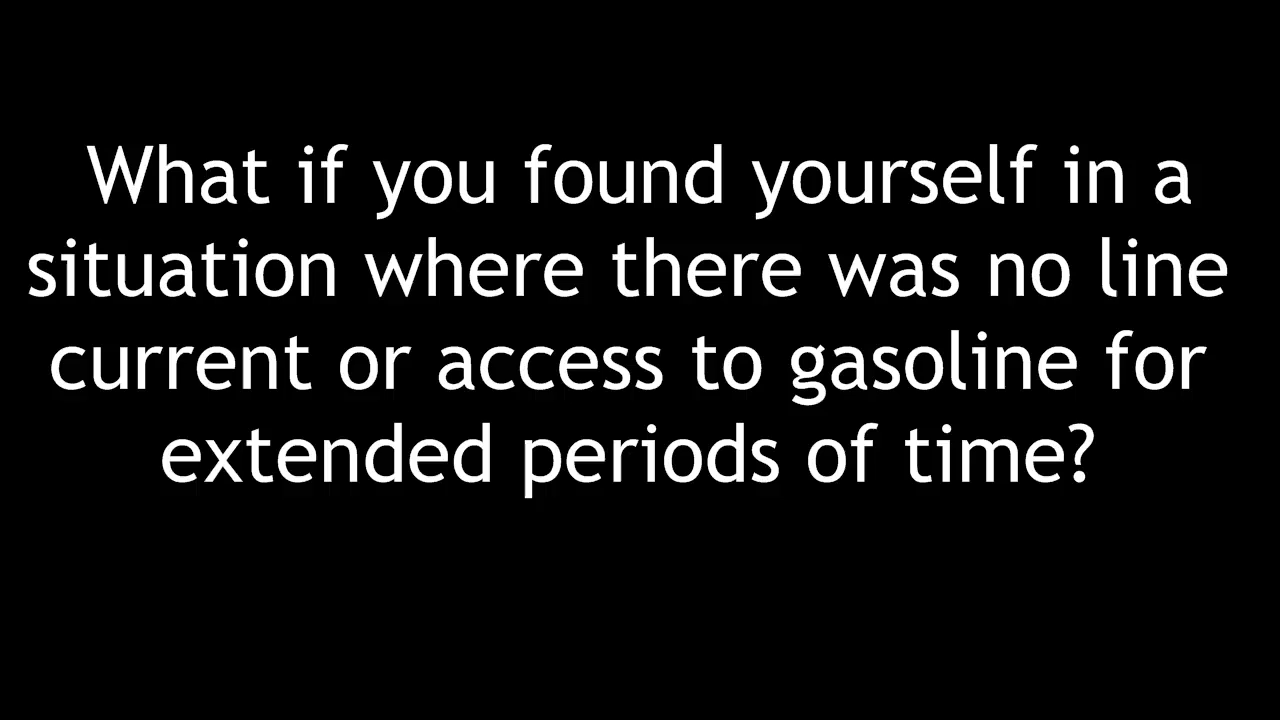 What if you found yourself in a
situation where there was no line
current or access to gasoline for
extended periods of time?